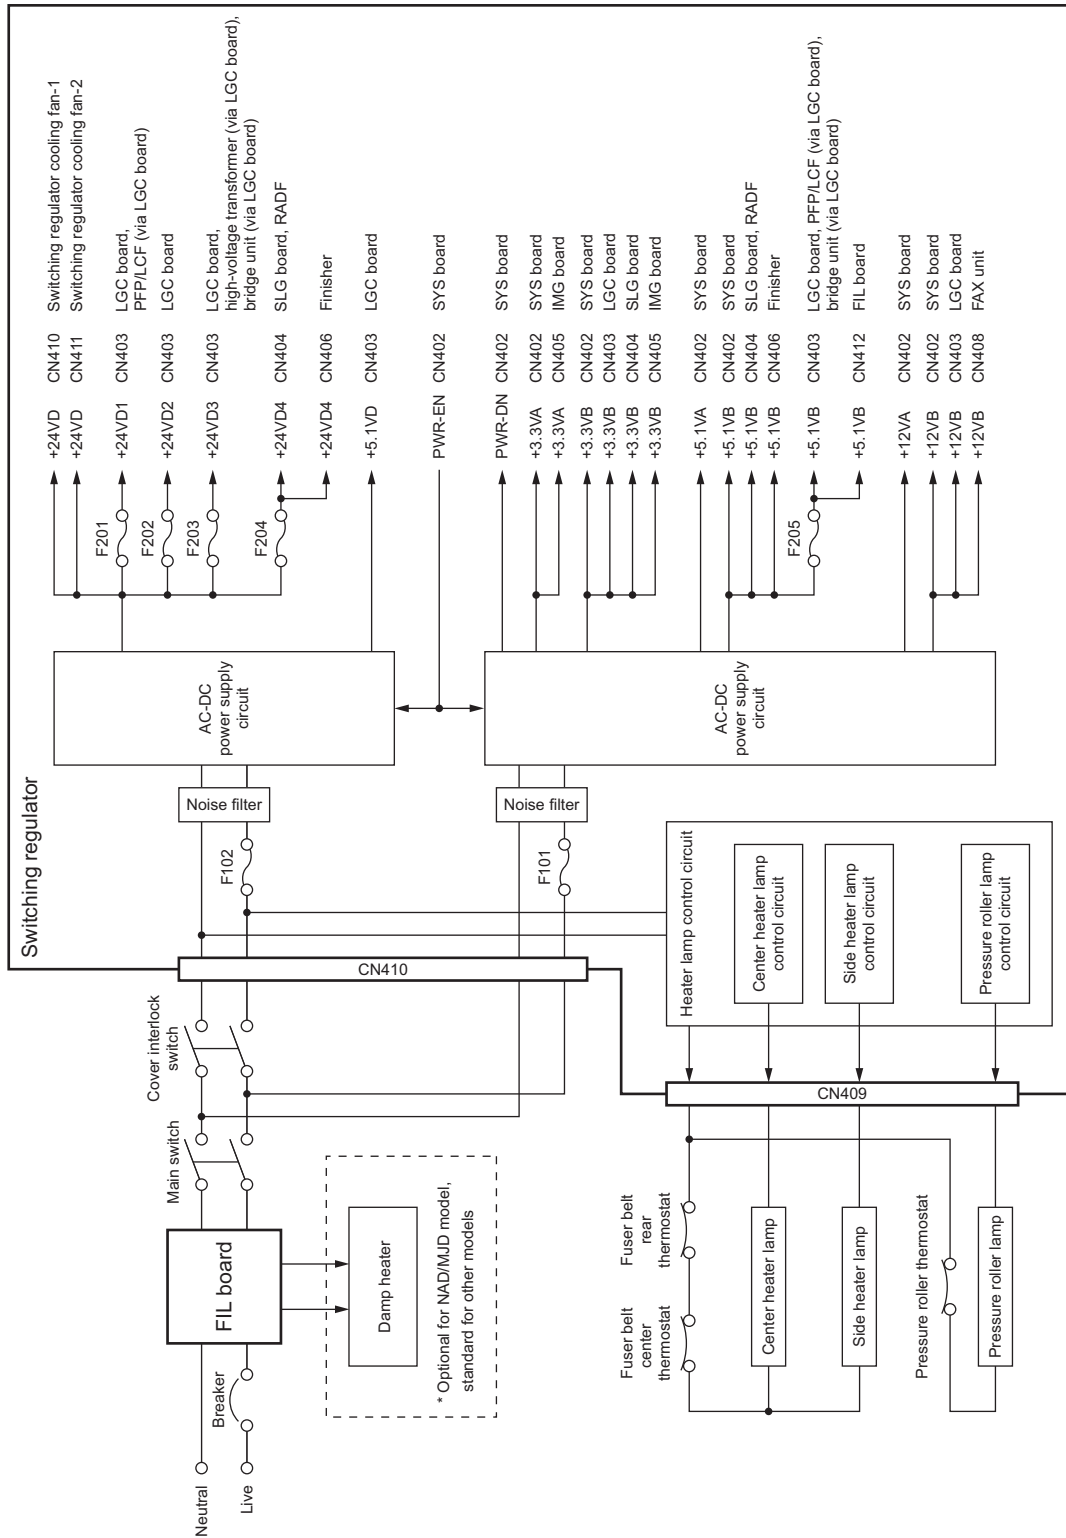 Switching regulator
Neutral
Live
Breaker
FIL board
Main switch
Cover interlock
switch
Damp heater
* Optional for NAD/MJD model,
standard for other models
CN410
F102
F101
Noise filter
Noise filter
AC-DC
power supply
circuit
AC-DC
power supply
circuit
F201
F202
F203
F204
F205
+24VD CN410 Switching regulator cooling fan-1
+24VD CN411 Switching regulator cooling fan-2
+24VD1 CN403 LGC board,
PFP/LCF (via LGC board)
+24VD2 CN403 LGC board
+24VD3 CN403 LGC board,
high-voltage transformer (via LGC board),
bridge unit (via LGC board)
+24VD4 CN404 SLG board, RADF
+24VD4 CN406 Finisher
+5.1VD CN403 LGC board
PWR-EN CN402 SYS board
PWR-DN CN402 SYS board
+3.3VA CN402 SYS board
+3.3VA CN405 IMG board
+3.3VB CN402 SYS board
+3.3VB CN403 LGC board
+3.3VB CN404 SLG board
+3.3VB CN405 IMG board
+5.1VA CN402 SYS board
+5.1VB CN402 SYS board
+5.1VB CN404 SLG board, RADF
+5.1VB CN406 Finisher
+5.1VB CN403 LGC board, PFP/LCF (via LGC board),
bridge unit (via LGC board)
+5.1VB CN412 FIL board
+12VA CN402 SYS board
+12VB CN402 SYS board
+12VB CN403 LGC board
+12VB CN408 FAX unit
Heater lamp control circuit
Center heater lamp
control circuit
Side heater lamp
control circuit
Pressure roller lamp
control circuit
CN409
Fuser belt
center
thermostat
Fuser belt
rear
thermostat
Center heater lamp
Side heater lamp
Pressure roller thermostat
Pressure roller lamp